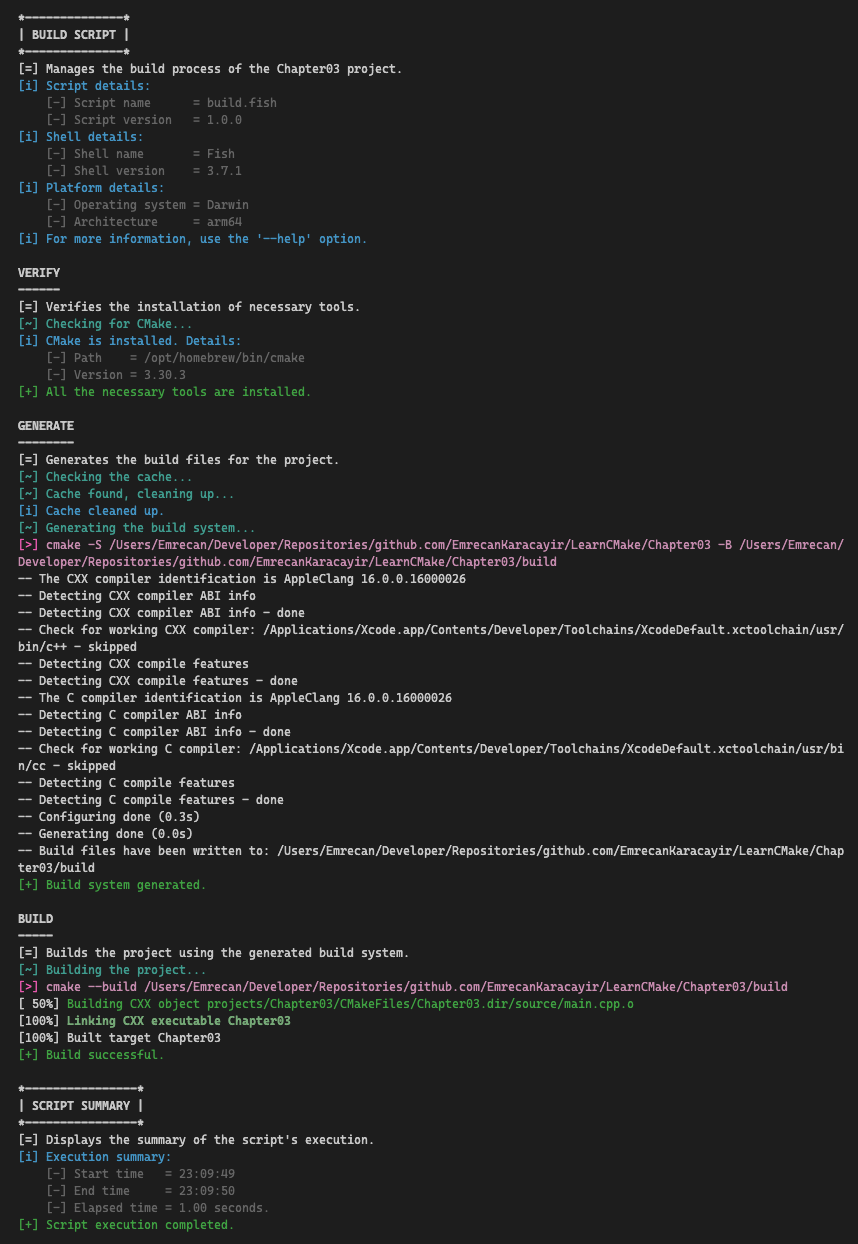 *--------------*
| BUILD SCRIPT |
*--------------*
[=] Manages the build process of the Chapter03 project.
[i] Script details:
    [-] Script name      = build.fish
    [-] Script version   = 1.0.0
[i] Shell details:
    [-] Shell name       = Fish
    [-] Shell version    = 3.7.1
[i] Platform details:
    [-] Operating system = Darwin
    [-] Architecture     = arm64
[i] For more information, use the '--help' option.

VERIFY
------
[=] Verifies the installation of necessary tools.
[~] Checking for CMake...
[i] CMake is installed. Details:
    [-] Path    = /opt/homebrew/bin/cmake
    [-] Version = 3.30.3
[+] All the necessary tools are installed.

GENERATE
--------
[=] Generates the build files for the project.
[~] Checking the cache...
[~] Cache found, cleaning up...
[i] Cache cleaned up.
[~] Generating the build system...
[>] cmake -S /Users/Emrecan/Developer/Repositories/github.com/EmrecanKaracayir/LearnCMake/Chapter03 -B /Users/Emrecan/
Developer/Repositories/github.com/EmrecanKaracayir/LearnCMake/Chapter03/build
-- The CXX compiler identification is AppleClang 16.0.0.16000026
-- Detecting CXX compiler ABI info
-- Detecting CXX compiler ABI info - done
-- Check for working CXX compiler: /Applications/Xcode.app/Contents/Developer/Toolchains/XcodeDefault.xctoolchain/usr/
bin/c++ - skipped
-- Detecting CXX compile features
-- Detecting CXX compile features - done
-- The C compiler identification is AppleClang 16.0.0.16000026
-- Detecting C compiler ABI info
-- Detecting C compiler ABI info - done
-- Check for working C compiler: /Applications/Xcode.app/Contents/Developer/Toolchains/XcodeDefault.xctoolchain/usr/bi
n/cc - skipped
-- Detecting C compile features
-- Detecting C compile features - done
-- Configuring done (0.3s)
-- Generating done (0.0s)
-- Build files have been written to: /Users/Emrecan/Developer/Repositories/github.com/EmrecanKaracayir/LearnCMake/Chap
ter03/build
[+] Build system generated.

BUILD
-----
[=] Builds the project using the generated build system.
[~] Building the project...
[>] cmake --build /Users/Emrecan/Developer/Repositories/github.com/EmrecanKaracayir/LearnCMake/Chapter03/build
[ 50%] Building CXX object projects/Chapter03/CMakeFiles/Chapter03.dir/source/main.cpp.o
[100%] Linking CXX executable Chapter03
[100%] Built target Chapter03
[+] Build successful.

*----------------*
| SCRIPT SUMMARY |
*----------------*
[=] Displays the summary of the script's execution.
[i] Execution summary:
    [-] Start time   = 23:09:49
    [-] End time     = 23:09:50
    [-] Elapsed time = 1.00 seconds.
[+] Script execution completed.